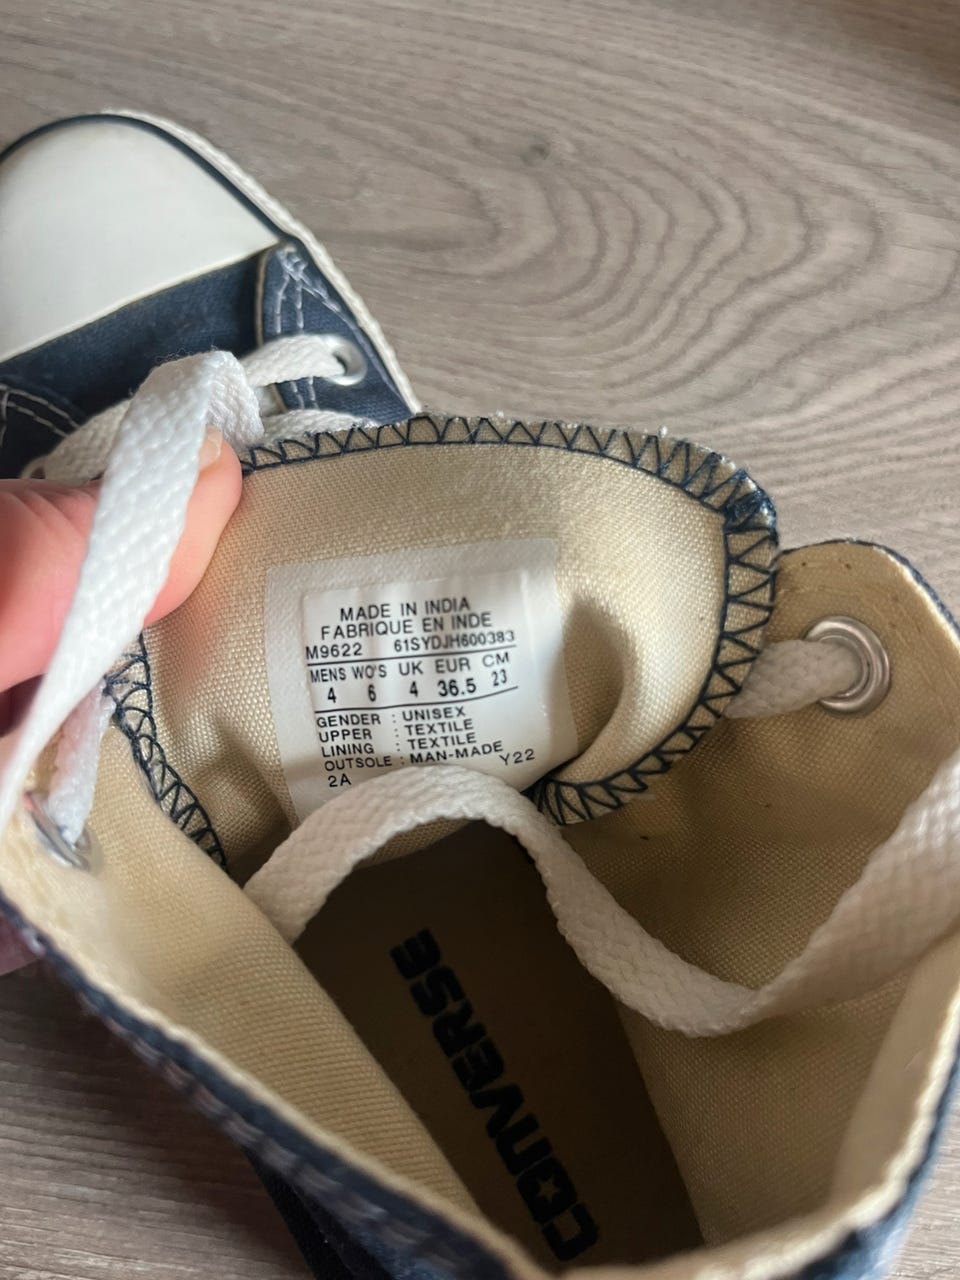 MADE IN INDIA
FABRIQUE EN INDE
M9622 61SYDJH600383
MENS WO'S UK EUR CM
4 6 4 36.5 23
GENDER : UNISEX
UPPER : TEXTILE
LINING : TEXTILE
OUTSOLE : MAN-MADE
2A Y22
CONVERSE